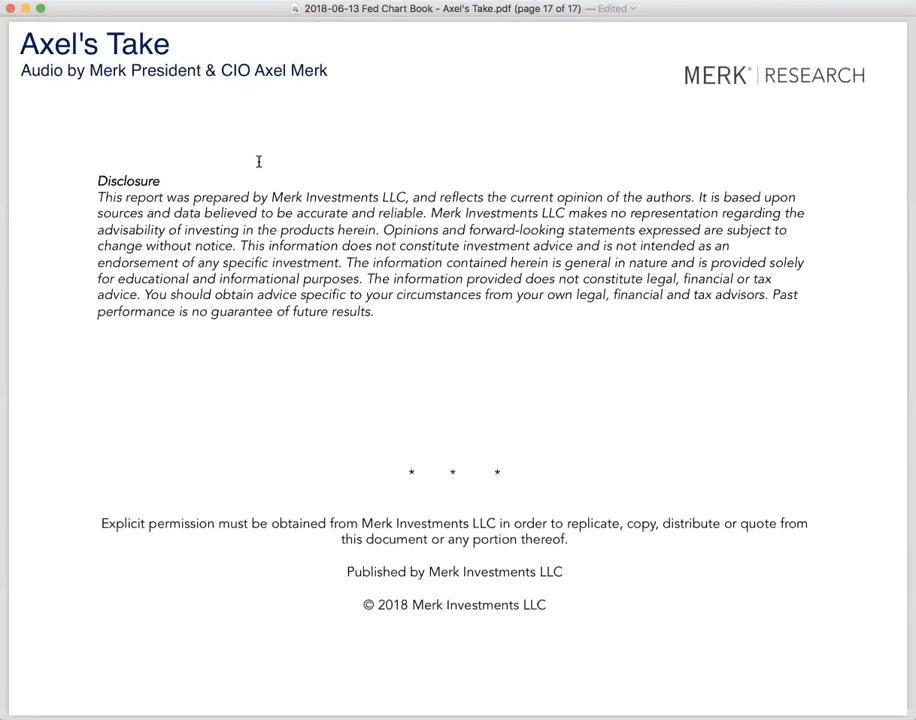 2018-06-13 Fed Chart Book - Axel's Take.pdf (page 17 of 17) — Edited
Axel's Take
Audio by Merk President & CIO Axel Merk
MERK® | RESEARCH
Disclosure
This report was prepared by Merk Investments LLC, and reflects the current opinion of the authors. It is based upon
sources and data believed to be accurate and reliable. Merk Investments LLC makes no representation regarding the
advisability of investing in the products herein. Opinions and forward-looking statements expressed are subject to
change without notice. This information does not constitute investment advice and is not intended as an
endorsement of any specific investment. The information contained herein is general in nature and is provided solely
for educational and informational purposes. The information provided does not constitute legal, financial or tax
advice. You should obtain advice specific to your circumstances from your own legal, financial and tax advisors. Past
performance is no guarantee of future results.
* * *
Explicit permission must be obtained from Merk Investments LLC in order to replicate, copy, distribute or quote from
this document or any portion thereof.
Published by Merk Investments LLC
© 2018 Merk Investments LLC